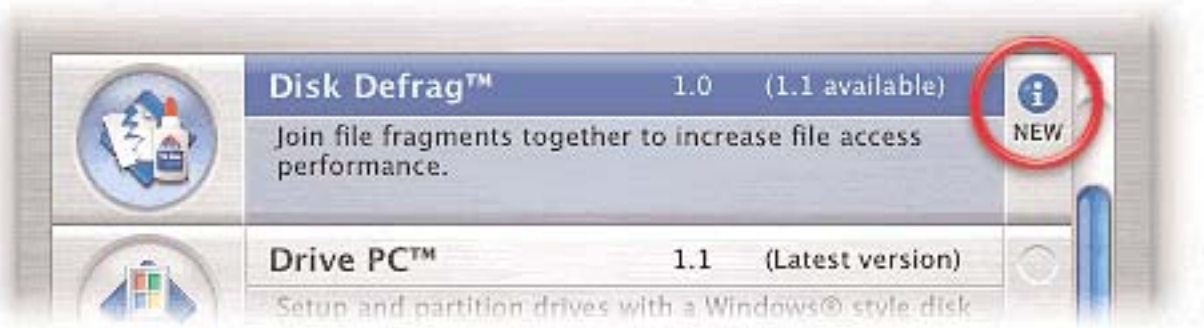 Disk Defrag™ 1.0 (1.1 available)
NEW
Join file fragments together to increase file access
performance.
Drive PC™ 1.1 (Latest version)
Setup and partition drives with a Windows® style disk